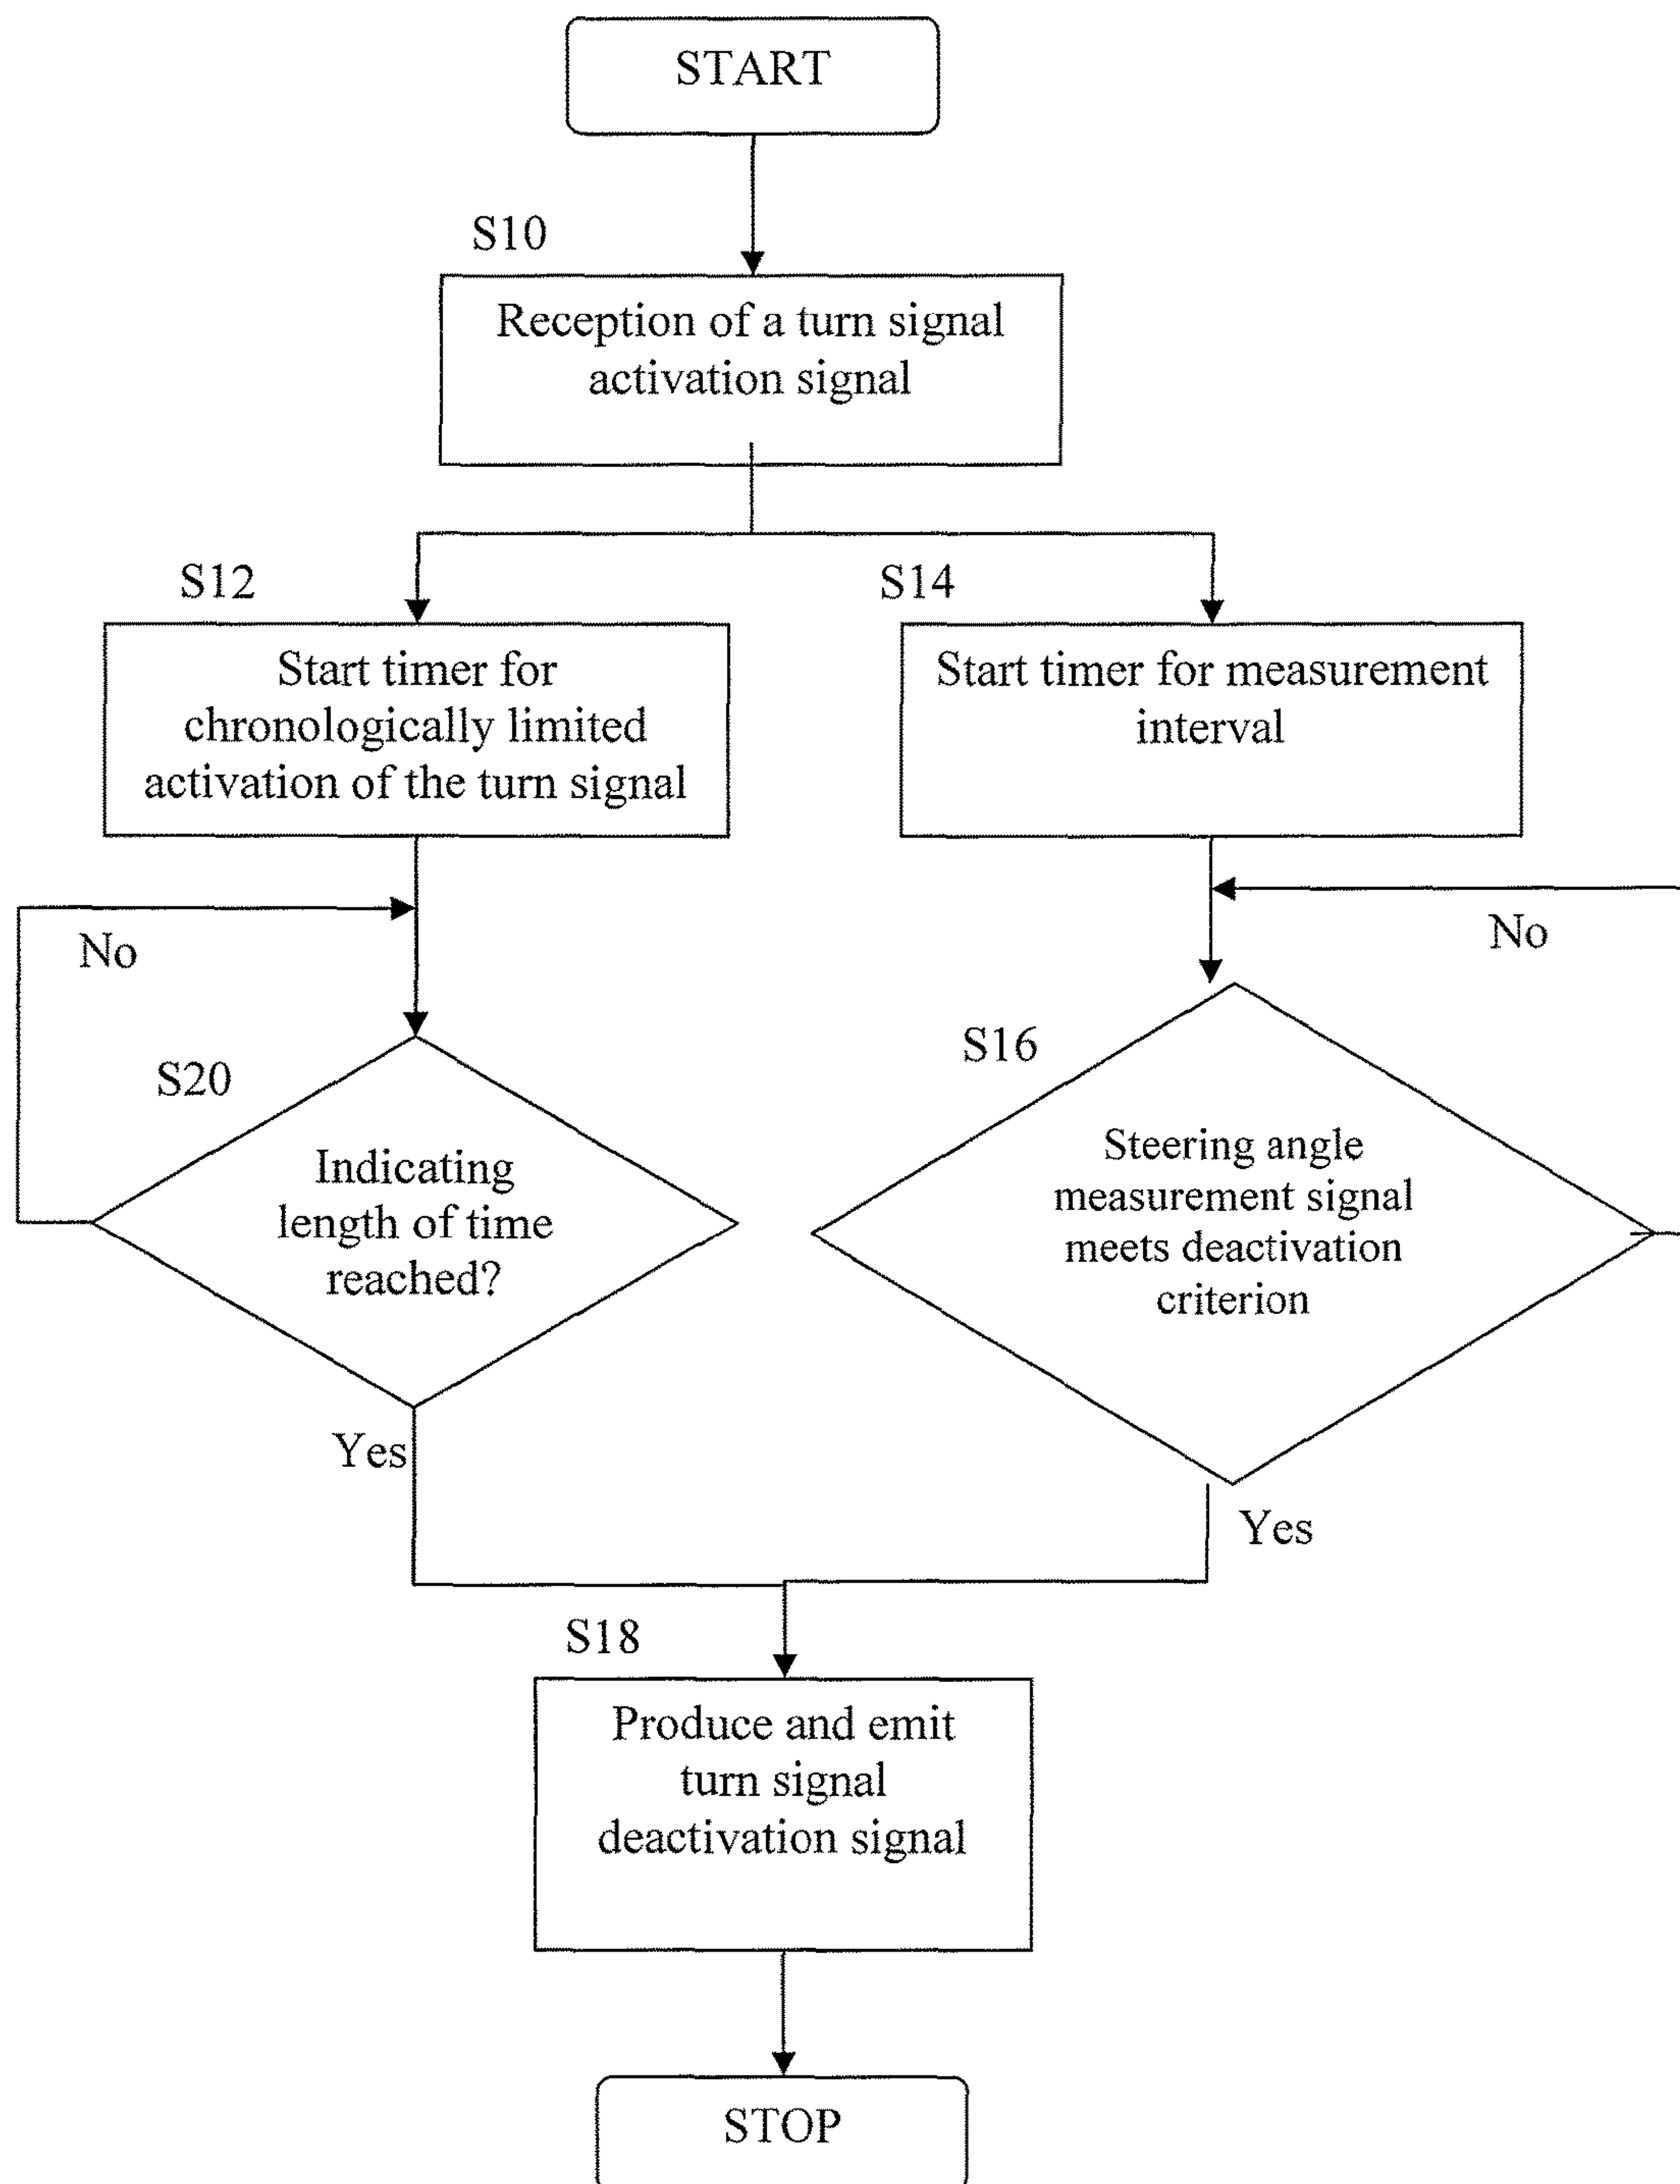 START
S10
Reception of a turn signal
activation signal
S12
Start timer for
chronologically limited
activation of the turn signal
S14
Start timer for measurement
interval
No
No
S20
Indicating
length of time
reached?
S16
Steering angle
measurement signal
meets deactivation
criterion
Yes
Yes
S18
Produce and emit
turn signal
deactivation signal
STOP